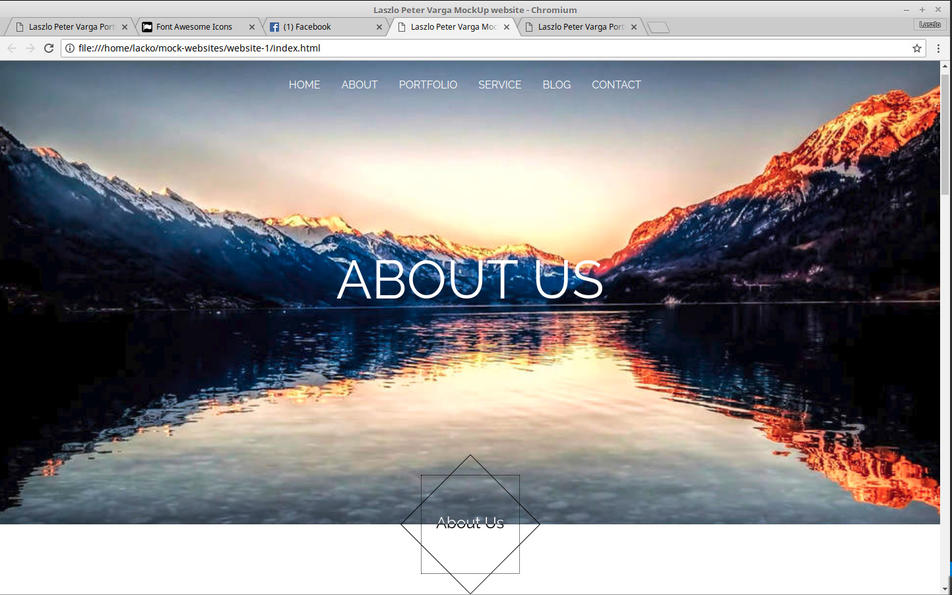 Laszlo Peter Varga MockUp website - Chromium
Laszlo Peter Varga Port
Font Awesome Icons
(1) Facebook
Laszlo Peter Varga Moc
Laszlo Peter Varga Port
Laszlo
file:///home/lacko/mock-websites/website-1/index.html
HOME ABOUT PORTFOLIO SERVICE BLOG CONTACT
ABOUT US
About Us